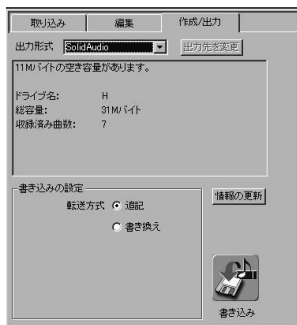 取り込み 編集 作成/出力
出力形式 SolidAudio 出力先を変更
11Mバイトの空き容量があります。
ドライブ名: H
総容量: 31Mバイト
収録済み曲数: 7
書き込みの設定
情報の更新
転送方式 追記
書き換え
書き込み